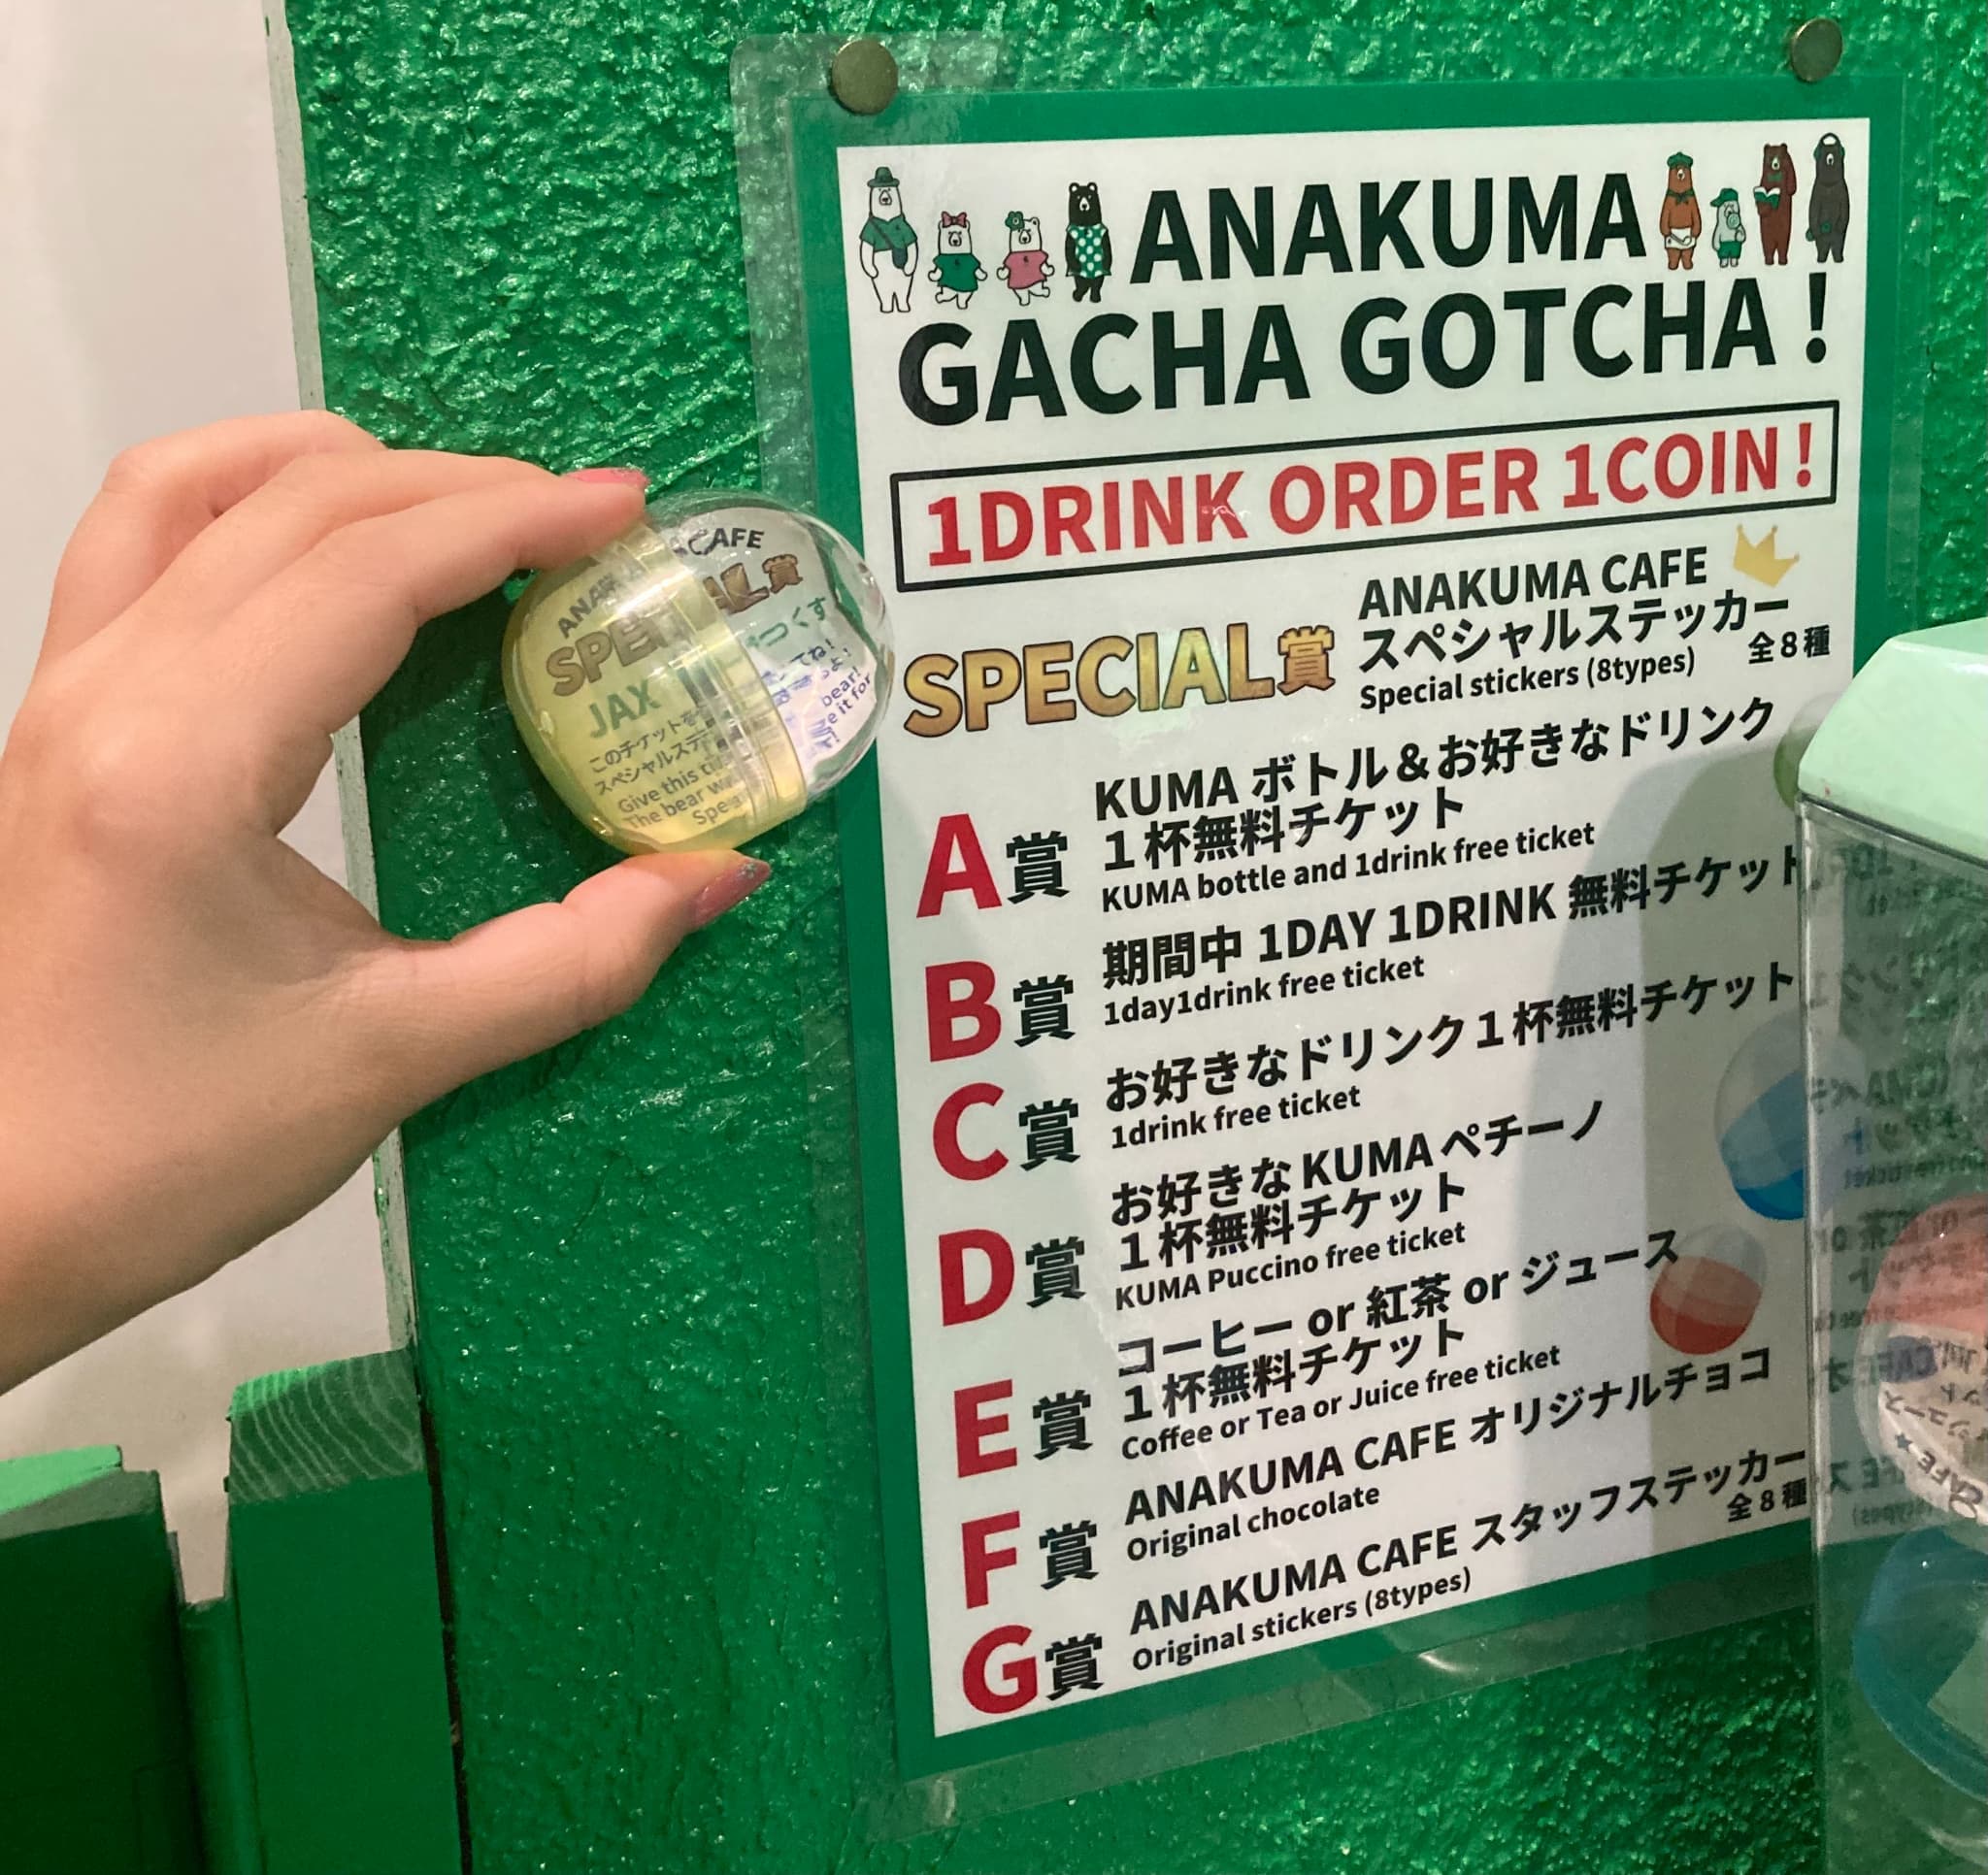 ANAKUMA
GACHA GOTCHA !
1DRINK ORDER 1COIN !
SPECIAL賞
ANAKUMA CAFE
スペシャルステッカー
全8種
Special stickers (8types)
A賞
KUMA ボトル&お好きなドリンク
1杯無料チケット
KUMA bottle and 1drink free ticket
B賞
期間中 1DAY 1DRINK 無料チケット
1day1drink free ticket
C賞
お好きなドリンク1杯無料チケット
1drink free ticket
D賞
お好きな KUMA ペチーノ
1杯無料チケット
KUMA Puccino free ticket
E賞
コーヒー or 紅茶 or ジュース
1杯無料チケット
Coffee or Tea or Juice free ticket
F賞
ANAKUMA CAFE オリジナルチョコ
Original chocolate
G賞
ANAKUMA CAFE スタッフステッカー
全8種
Original stickers (8types)
CAFE
SPECIAL賞
JAX
このチケットを
Give this
The bear
bear!
it for